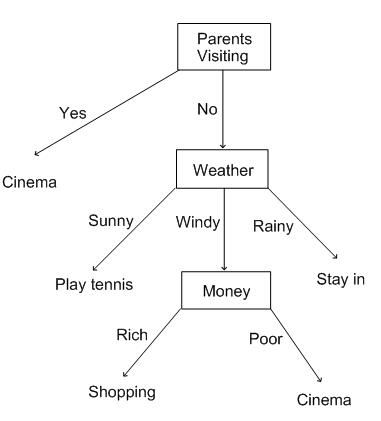 Parents
Visiting
Yes
No
Cinema
Weather
Sunny
Windy
Rainy
Play tennis
Money
Stay in
Rich
Poor
Shopping
Cinema